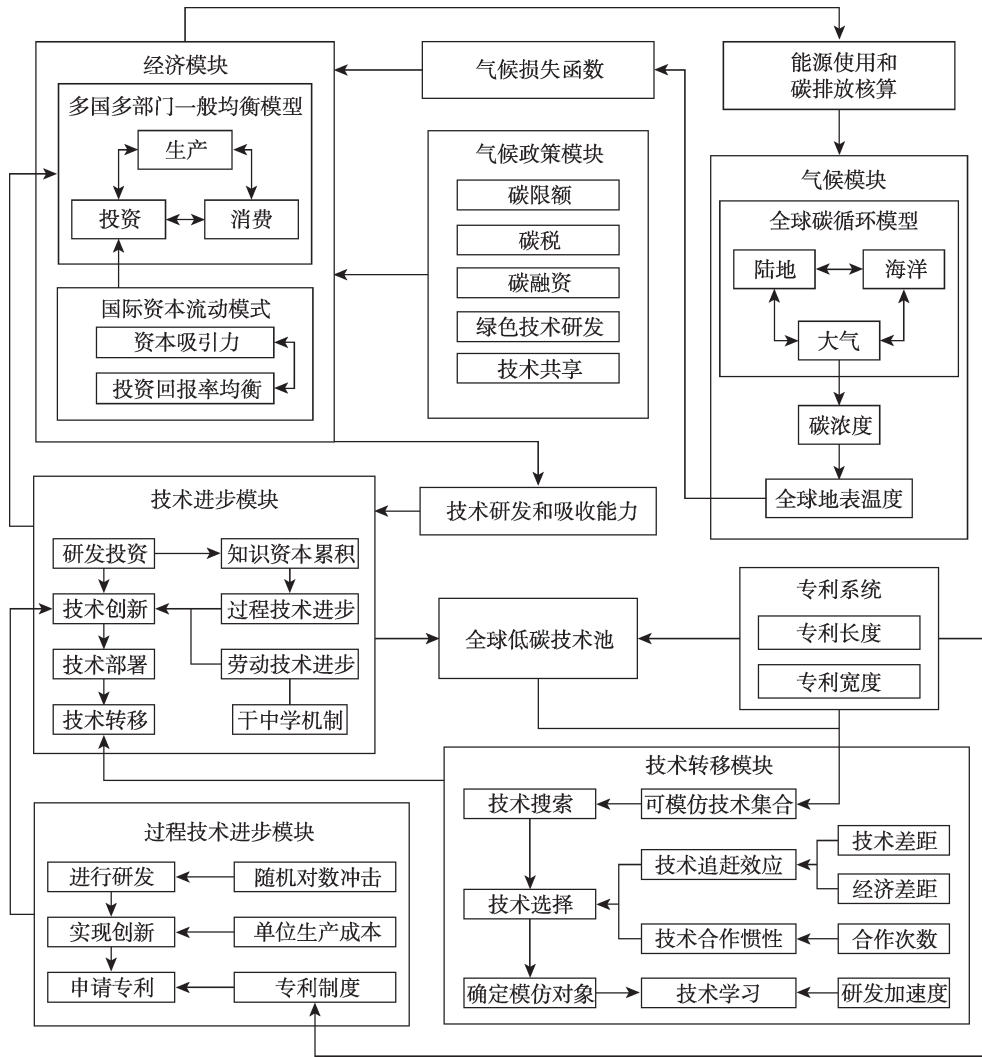 经济模块
多国多部门一般均衡模型
生产
投资
消费
国际资本流动模式
资本吸引力
投资回报率均衡
气候损失函数
能源使用和
碳排放核算
气候政策模块
碳限额
碳税
碳融资
绿色技术研发
技术共享
气候模块
全球碳循环模型
陆地
海洋
大气
碳浓度
全球地表温度
技术进步模块
研发投资
知识资本累积
技术创新
过程技术进步
技术部署
劳动技术进步
技术转移
干中学机制
技术研发和吸收能力
全球低碳技术池
专利系统
专利长度
专利宽度
过程技术进步模块
进行研发
随机对数冲击
实现创新
单位生产成本
申请专利
专利制度
技术转移模块
技术搜索
可模仿技术集合
技术差距
技术追赶效应
经济差距
技术选择
技术合作惯性
合作次数
确定模仿对象
技术学习
研发加速度